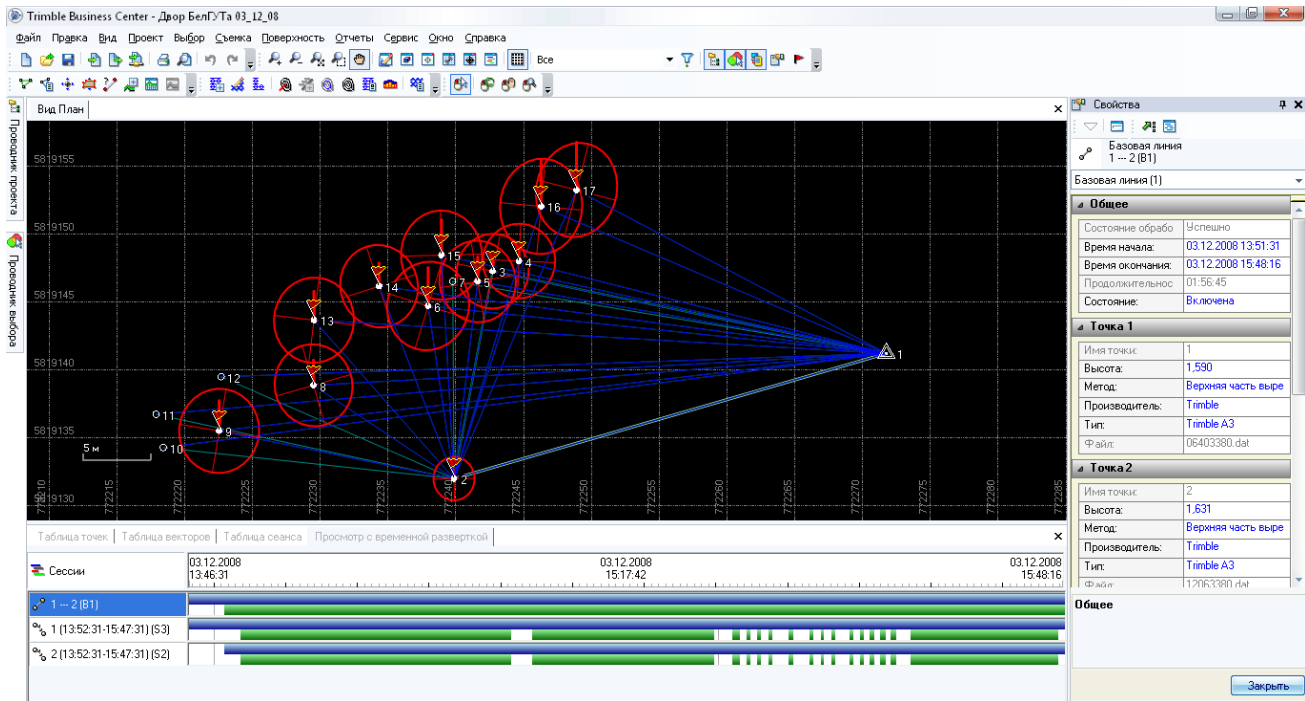 Trimble Business Center - Двор БелГУТа 03_12_08
Файл Правка Вид Проект Выбор Съемка Поверхность Отчеты Сервис Окно Справка
Все
Проводник проекта
Проводник выбора
Вид План
5819155
5819150
5819145
5819140
5819135
5819130
17
16
15
4
3
7
5
14
6
13
1
12
8
11
9
10
2
5 м
772210
772215
772220
772225
772230
772235
772240
772245
772250
772255
772260
772265
772270
772275
772280
772285
Таблица точек Таблица векторов Таблица сеанса Просмотр с временной разверткой
Сессии
03.12.2008 03.12.2008 03.12.2008
13:46:31 15:17:42 15:48:16
1 --- 2 (B1)
1 (13:52:31-15:47:31) (S3)
2 (13:52:31-15:47:31) (S2)
Свойства
Базовая линия
1 --- 2 (B1)
Базовая линия (1)
Общее
Состояние обрабо Успешно
Время начала: 03.12.2008 13:51:31
Время окончания: 03.12.2008 15:48:16
Продолжительнос 01:56:45
Состояние: Включена
Точка 1
Имя точки: 1
Высота: 1,590
Метод: Верхняя часть выре
Производитель: Trimble
Тип: Trimble A3
Файл: 06403380.dat
Точка 2
Имя точки: 2
Высота: 1,631
Метод: Верхняя часть выре
Производитель: Trimble
Тип: Trimble A3
Файл: 12063380.dat
Общее
Закрыть